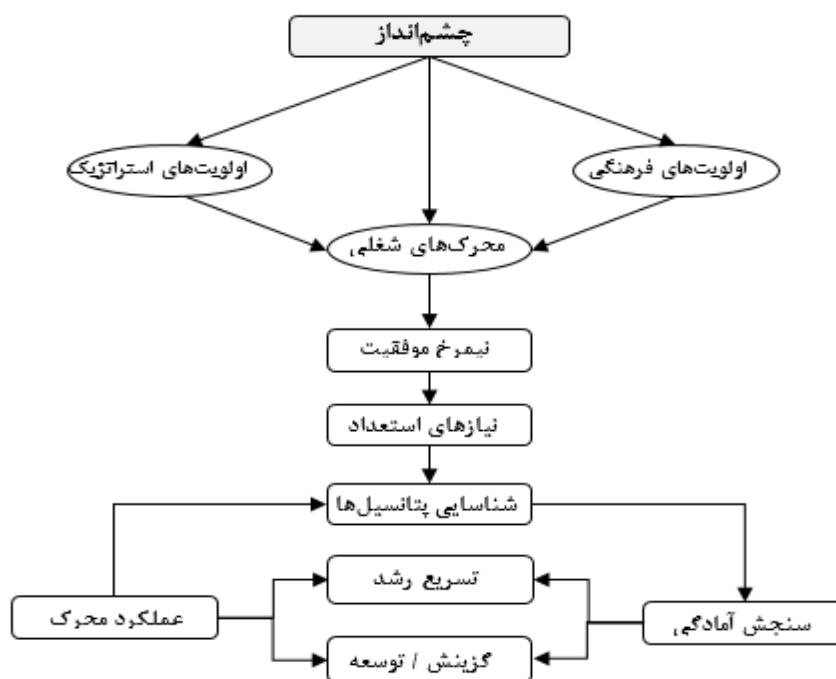 چشم‌انداز
اولویت‌های فرهنگی
اولویت‌های استراتژیک
محرک‌های شغلی
نیمرخ موفقیت
نیازهای استعداد
شناسایی پتانسیل‌ها
تسریع رشد
سنجش آمادگی
عملکرد محرک
گزینش / توسعه